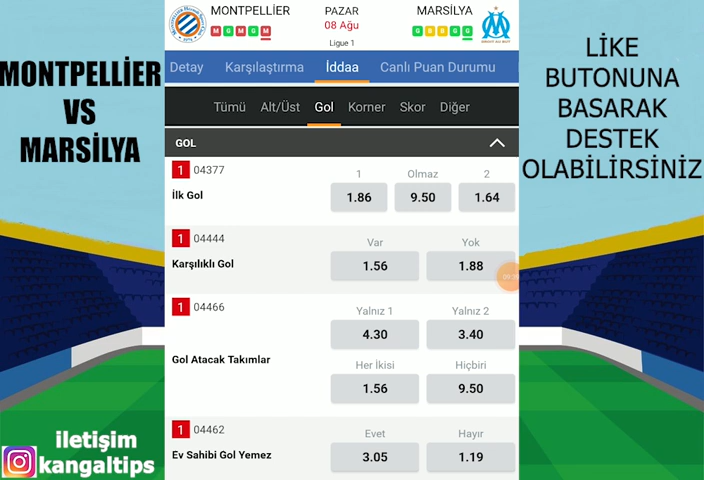 MONTPELLİER
VS
MARSİLYA
MONTPELLİER
PAZAR
08 Ağu
Ligue 1
MARSİLYA
M G M G M
G B B G G
Detay Karşılaştırma İddaa Canlı Puan Durumu
Tümü Alt/Üst Gol Korner Skor Diğer
GOL
1 04377
İlk Gol
1 Olmaz 2
1.86 9.50 1.64
1 04444
Karşılıklı Gol
Var Yok
1.56 1.88
1 04466
Gol Atacak Takımlar
Yalnız 1 Yalnız 2
4.30 3.40
Her İkisi Hiçbiri
1.56 9.50
1 04462
Ev Sahibi Gol Yemez
Evet Hayır
3.05 1.19
LİKE
BUTONUNA
BASARAK
DESTEK
OLABİLİRSİNİZ
iletişim
kangaltips